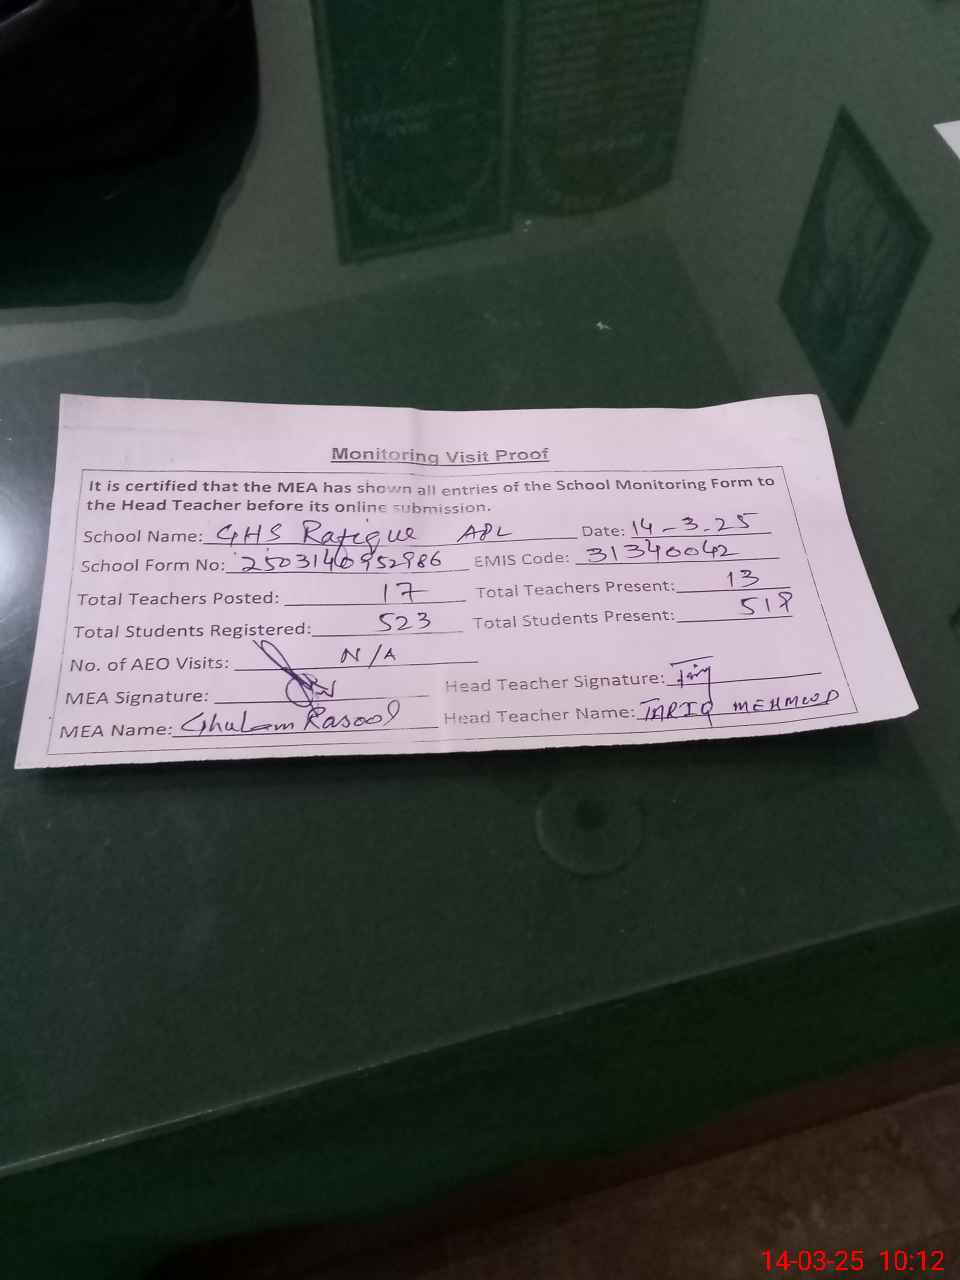 Monitoring Visit Proof
It is certified that the MEA has shown all entries of the School Monitoring Form to
the Head Teacher before its online submission.
School Name: GHS Rafique APL Date: 14-3-25
School Form No: EMIS Code: 31340042
Total Teachers Posted: 17 Total Teachers Present: 13
Total Students Registered: 523 Total Students Present: 518
No. of AEO Visits: N/A
MEA Signature: Head Teacher Signature:
MEA Name: Ghulam Rasool Head Teacher Name: TARIQ MEHMOOD
14-03-25 10:12